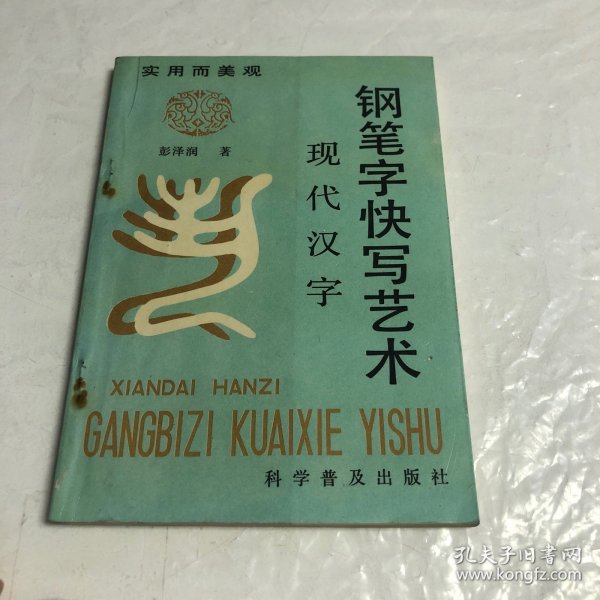 实用而美观
彭泽润 著
现代汉字
钢笔字快写艺术
XIANDAI HANZI
GANGBIZI KUAIXIE YISHU
科学普及出版社
孔夫子旧书网
www.kongfz.com